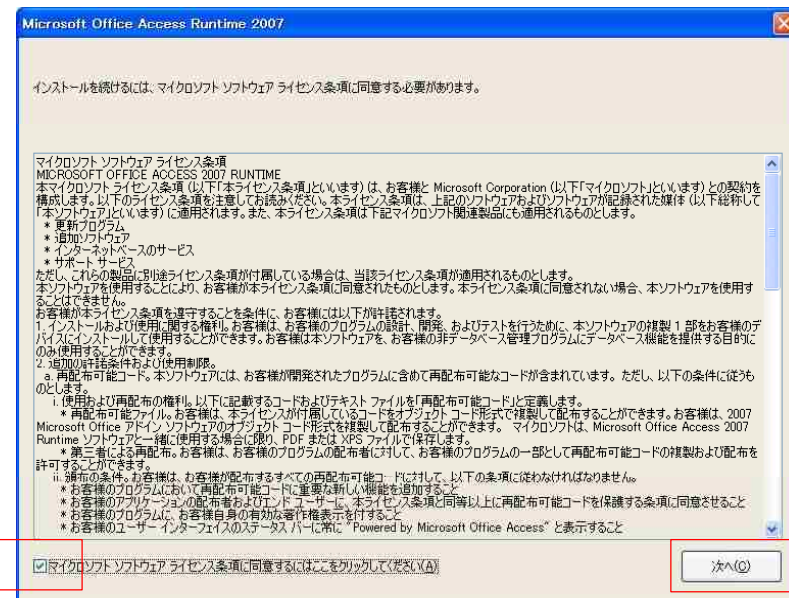 Microsoft Office Access Runtime 2007
インストールを続けるには、マイクロソフト ソフトウェア ライセンス条項に同意する必要があります。
マイクロソフト ソフトウェア ライセンス条項
MICROSOFT OFFICE ACCESS 2007 RUNTIME
本マイクロソフト ライセンス条項 (以下「本ライセンス条項」といいます) は、お客様と Microsoft Corporation (以下「マイクロソフト」といいます) との契約を
構成します。以下のライセンス条項を注意してお読みください。本ライセンス条項は、上記のソフトウェアおよびソフトウェアが記録された媒体 (以下総称して
「本ソフトウェア」といいます) に適用されます。また、本ライセンス条項は下記マイクロソフト関連製品にも適用されるものとします。
* 更新プログラム
* 追加ソフトウェア
* インターネットベースのサービス
* サポート サービス
ただし、これらの製品に別途ライセンス条項が付属している場合は、当該ライセンス条項が適用されるものとします。
本ソフトウェアを使用することにより、お客様が本ライセンス条項に同意されたものとします。本ライセンス条項に同意されない場合、本ソフトウェアを使用す
ることはできません。
お客様が本ライセンス条項を遵守することを条件に、お客様には以下が許諾されます。
1. インストールおよび使用に関する権利。お客様は、お客様のプログラムの設計、開発、およびテストを行うために、本ソフトウェアの複製 1 部をお客様のデ
バイスにインストールして使用することができます。お客様は本ソフトウェアを、お客様の非データベース管理プログラムにデータベース機能を提供する目的に
のみ使用することができます。
2. 追加の許諾条件および使用制限。
a. 再配布可能コード。本ソフトウェアには、お客様が開発されたプログラムに含めて再配布可能なコードが含まれています。ただし、以下の条件に従うも
のとします。
i. 使用および再配布の権利。以下に記載するコードおよびテキスト ファイルを「再配布可能コード」と定義します。
* 再配布可能ファイル。お客様は、本ライセンスが付属しているコードをオブジェクト コード形式で複製して配布することができます。お客様は、2007
Microsoft Office アドイン ソフトウェアのオブジェクト コード形式で複製して配布することができます。 マイクロソフトは、Microsoft Office Access 2007
Runtime ソフトウェアと一緒に使用する場合に限り、PDF または XPS ファイルで保存します。
* 第三者による再配布。お客様は、お客様のプログラムの配布者に対して、お客様のプログラムの一部として再配布可能コードの複製および配布を
許可することができます。
ii. 頒布の条件。お客様は、お客様が配布するすべての再配布可能コードに対して、以下の条項に従わなければなりません。
* お客様のプログラムにおいて再配布可能コードに重要な新しい機能を追加すること
* お客様のアプリケーションの配布者およびエンド ユーザーに、本ライセンス条項と同等以上に再配布可能コードを保護する条項に同意させること
* お客様のプログラムに、お客様自身の有効な著作権表示を付すること
* お客様のユーザー インターフェイスのステータス バーに常に "Powered by Microsoft Office Access" と表示すること
マイクロソフト ソフトウェア ライセンス条項に同意するにはここをクリックしてください(A)
次へ(C)